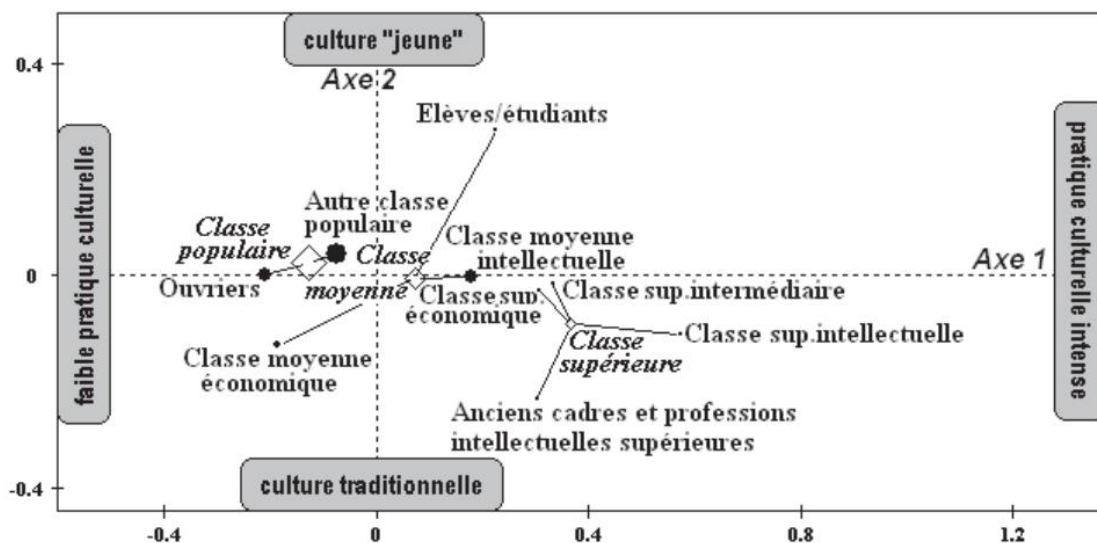 culture "jeune"
0.4
Axe 2
Elèves/étudiants
Autre classe
populaire
Classe
populaire
Classe
moyenne
Classe moyenne
intellectuelle
Axe 1
0
Ouvriers
Classe sup.
économique
Classe sup.intermédiaire
Classe moyenne
économique
Classe
supérieure
Classe sup.intellectuelle
Anciens cadres et professions
intellectuelles supérieures
faible pratique culturelle
pratique culturelle intense
culture traditionnelle
-0.4
-0.4
0
0.4
0.8
1.2